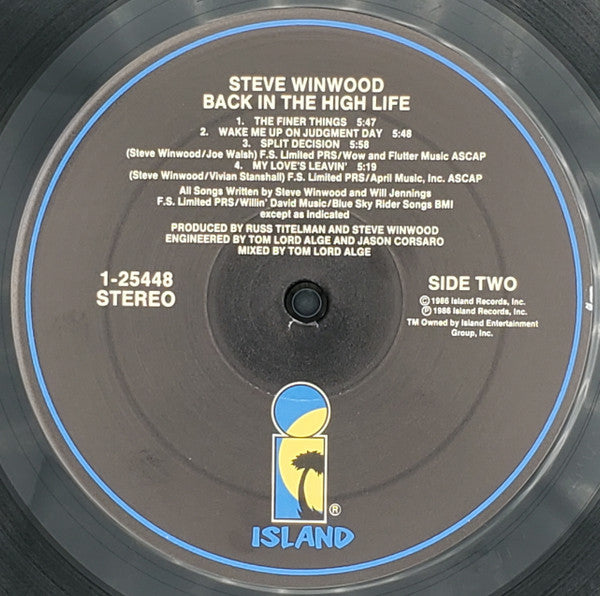 STEVE WINWOOD
BACK IN THE HIGH LIFE
1. THE FINER THINGS 5:47
2. WAKE ME UP ON JUDGMENT DAY 5:48
3. SPLIT DECISION 5:58
(Steve Winwood/Joe Walsh) F.S. Limited PRS/Wow and Flutter Music ASCAP
4. MY LOVE'S LEAVIN' 5:19
(Steve Winwood/Vivian Stanshall) F.S. Limited PRS/April Music, Inc. ASCAP
All Songs Written by Steve Winwood and Will Jennings
F.S. Limited PRS/Willin' David Music/Blue Sky Rider Songs BMI
except as indicated
PRODUCED BY RUSS TITELMAN AND STEVE WINWOOD
ENGINEERED BY TOM LORD ALGE AND JASON CORSARO
MIXED BY TOM LORD ALGE
1-25448
STEREO
SIDE TWO
© 1986 Island Records, Inc.
℗ 1986 Island Records, Inc.
TM Owned by Island Entertainment
Group, Inc.
®
ISLAND